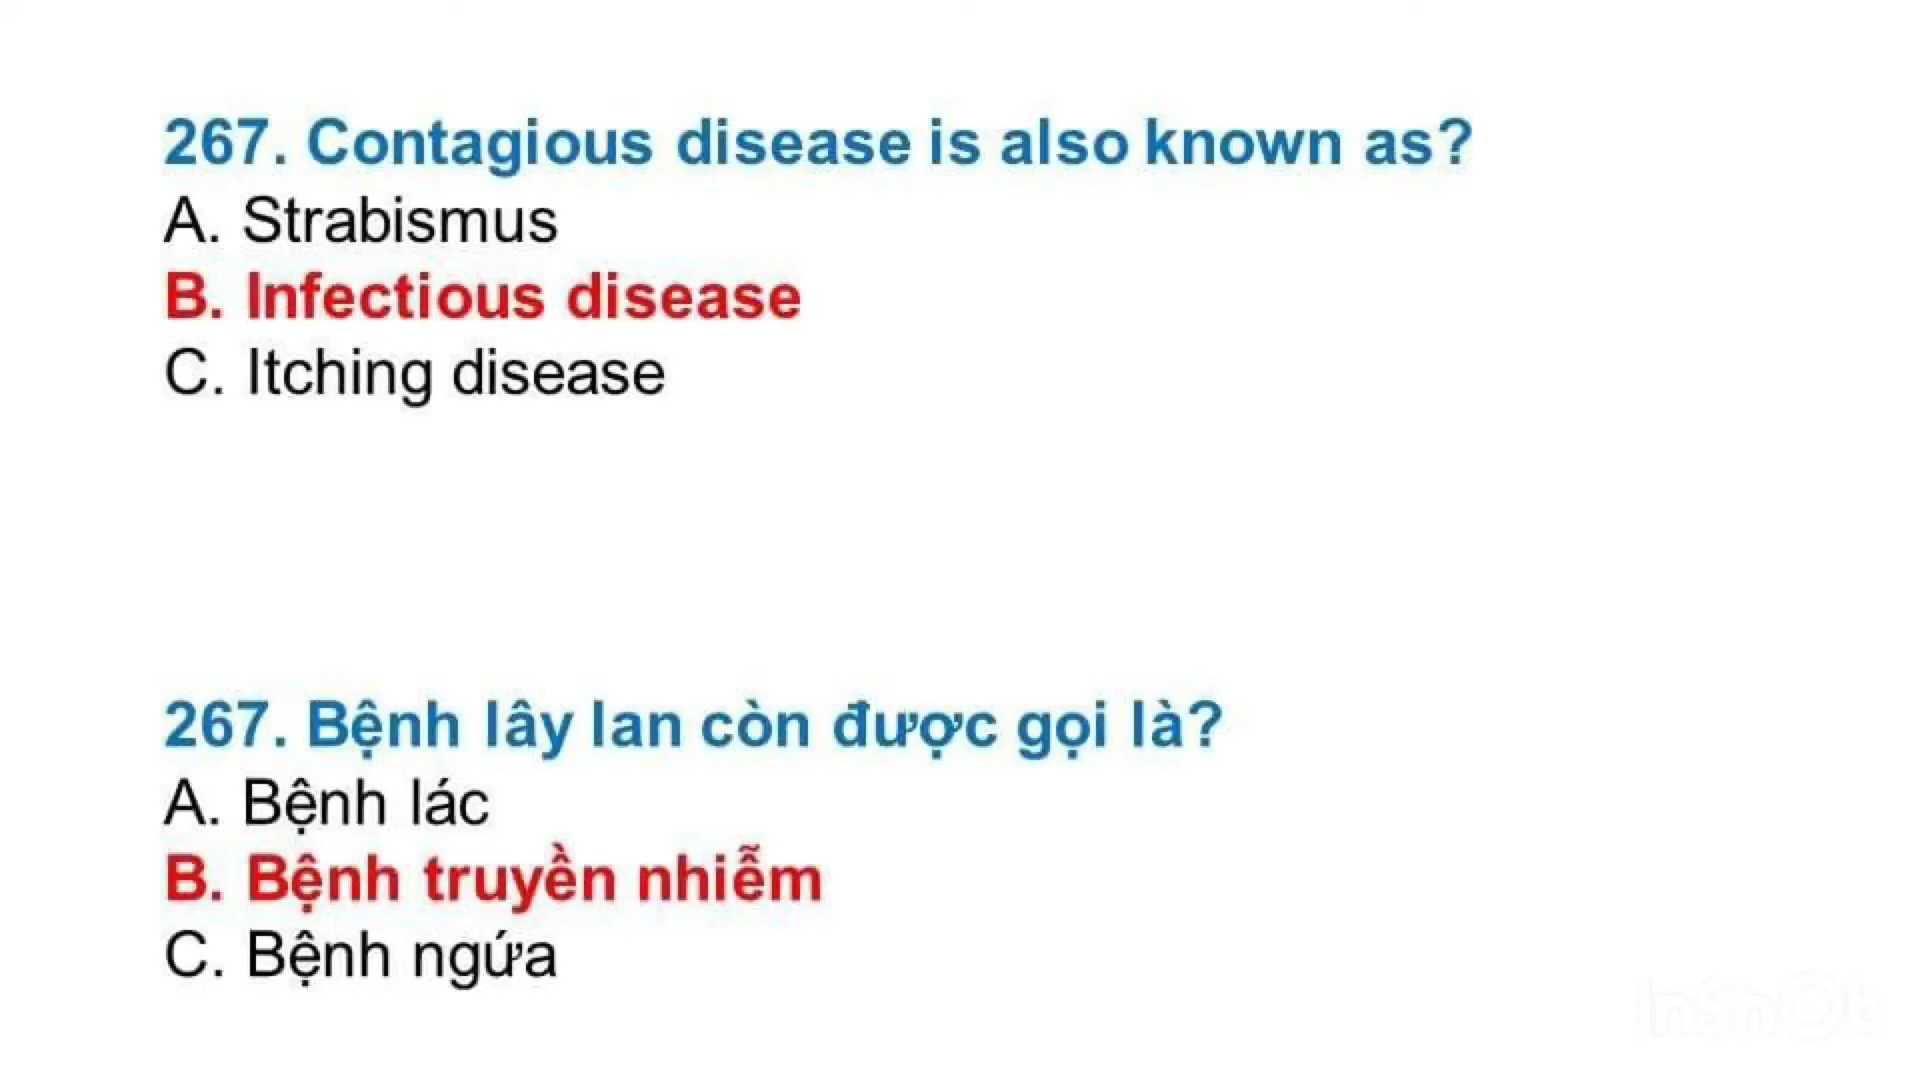 267. Contagious disease is also known as?
A. Strabismus
B. Infectious disease
C. Itching disease
267. Bệnh lây lan còn được gọi là?
A. Bệnh lác
B. Bệnh truyền nhiễm
C. Bệnh ngứa
InShOt